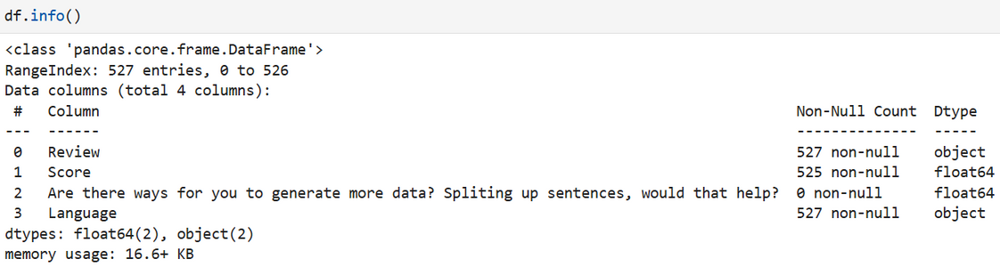 df.info()
<class 'pandas.core.frame.DataFrame'>
RangeIndex: 527 entries, 0 to 526
Data columns (total 4 columns):
 #   Column                                                                          Non-Null Count  Dtype
---  ------                                                                          --------------  -----
 0   Review                                                                          527 non-null    object
 1   Score                                                                           525 non-null    float64
 2   Are there ways for you to generate more data? Spliting up sentences, would that help?  0 non-null      float64
 3   Language                                                                        527 non-null    object
dtypes: float64(2), object(2)
memory usage: 16.6+ KB